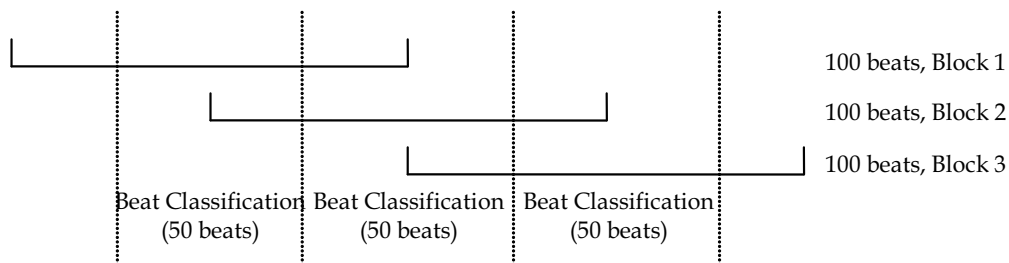 100 beats, Block 1
100 beats, Block 2
100 beats, Block 3
Beat Classification Beat Classification Beat Classification
(50 beats) (50 beats) (50 beats)